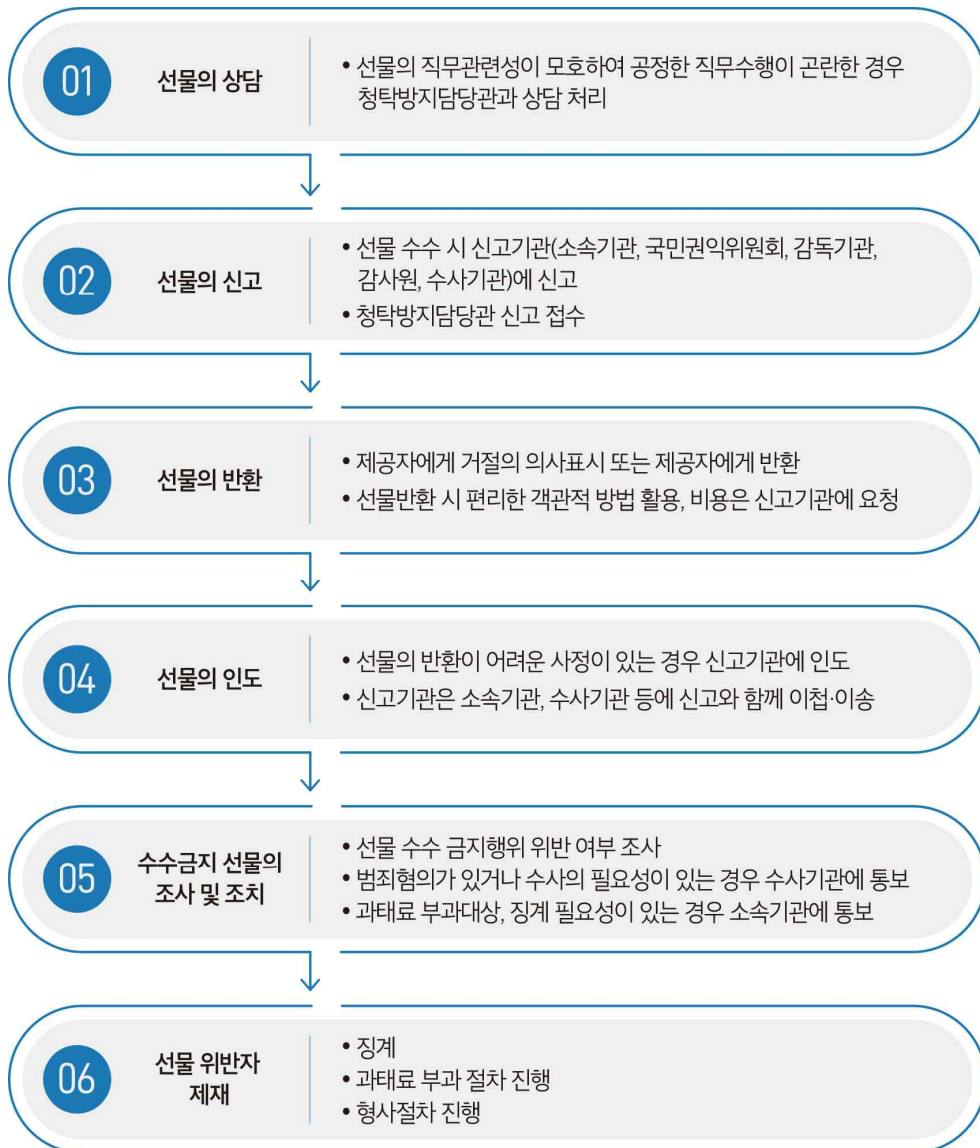 01
선물의 상담
• 선물의 직무관련성이 모호하여 공정한 직무수행이 곤란한 경우
청탁방지담당관과 상담 처리
02
선물의 신고
• 선물 수수 시 신고기관(소속기관, 국민권익위원회, 감독기관,
감사원, 수사기관)에 신고
• 청탁방지담당관 신고 접수
03
선물의 반환
• 제공자에게 거절의 의사표시 또는 제공자에게 반환
• 선물반환 시 편리한 객관적 방법 활용, 비용은 신고기관에 요청
04
선물의 인도
• 선물의 반환이 어려운 사정이 있는 경우 신고기관에 인도
• 신고기관은 소속기관, 수사기관 등에 신고와 함께 이첩·이송
05
수수금지 선물의
조사 및 조치
• 선물 수수 금지행위 위반 여부 조사
• 범죄혐의가 있거나 수사의 필요성이 있는 경우 수사기관에 통보
• 과태료 부과대상, 징계 필요성이 있는 경우 소속기관에 통보
06
선물 위반자
제재
• 징계
• 과태료 부과 절차 진행
• 형사절차 진행